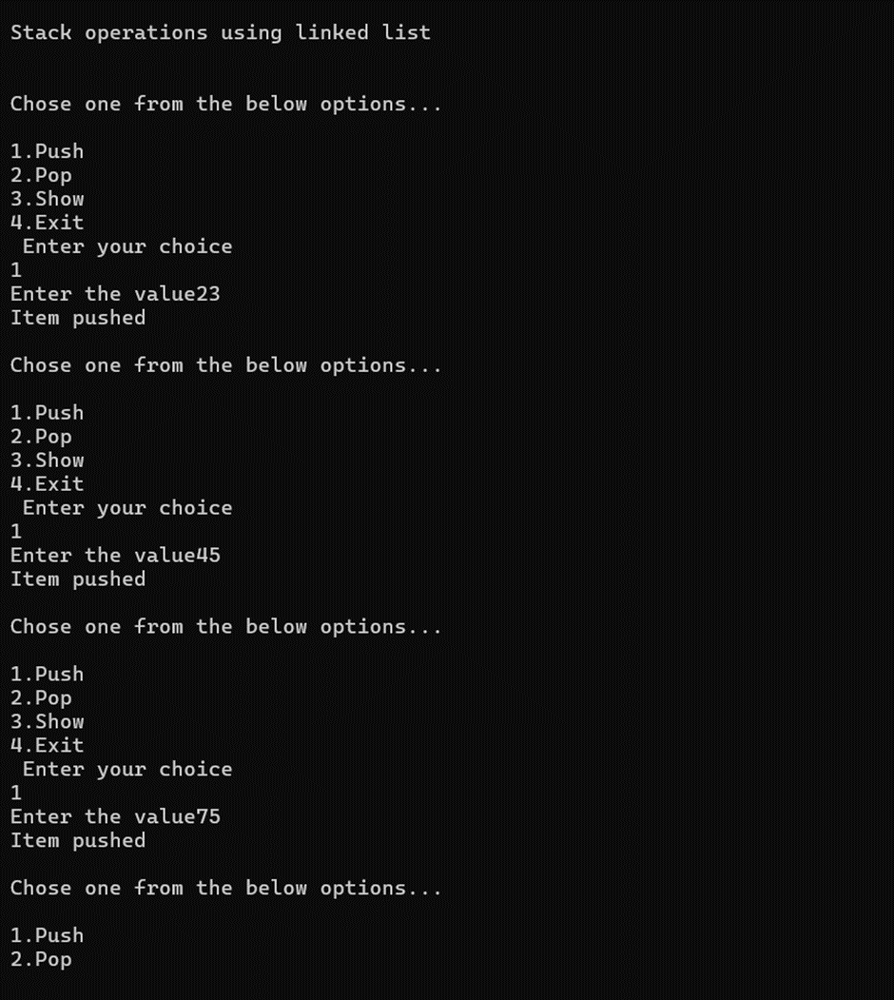 Stack operations using linked list
Chose one from the below options...
1.Push
2.Pop
3.Show
4.Exit
Enter your choice
1
Enter the value23
Item pushed
Chose one from the below options...
1.Push
2.Pop
3.Show
4.Exit
Enter your choice
1
Enter the value45
Item pushed
Chose one from the below options...
1.Push
2.Pop
3.Show
4.Exit
Enter your choice
1
Enter the value75
Item pushed
Chose one from the below options...
1.Push
2.Pop